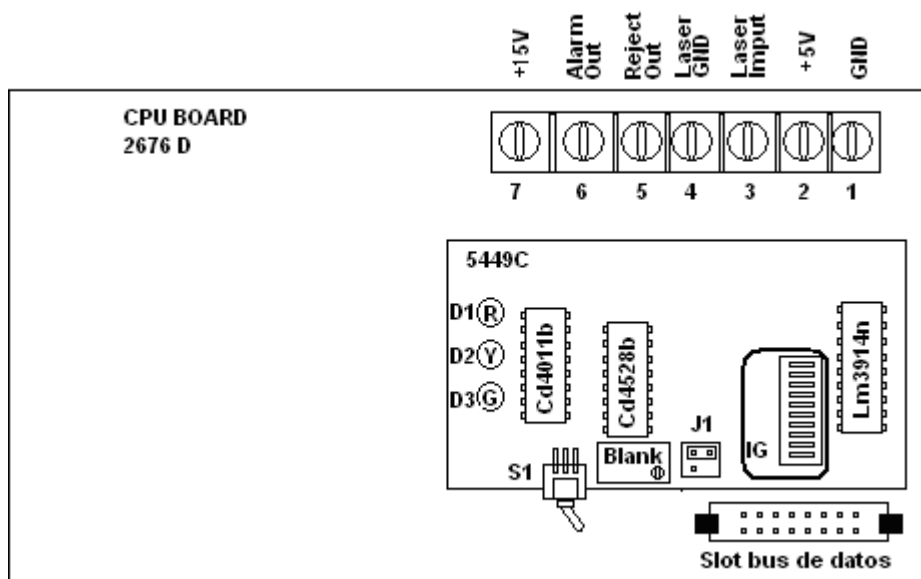 +15V
Alarm Out
Reject Out
Laser GND
Laser Imput
+5V
GND
CPU BOARD
2676 D
7 6 5 4 3 2 1
5449C
D1 R
D2 Y
D3 G
Cd4011b
Cd4528b
Lm3914n
J1
IG
Blank
S1
Slot bus de datos